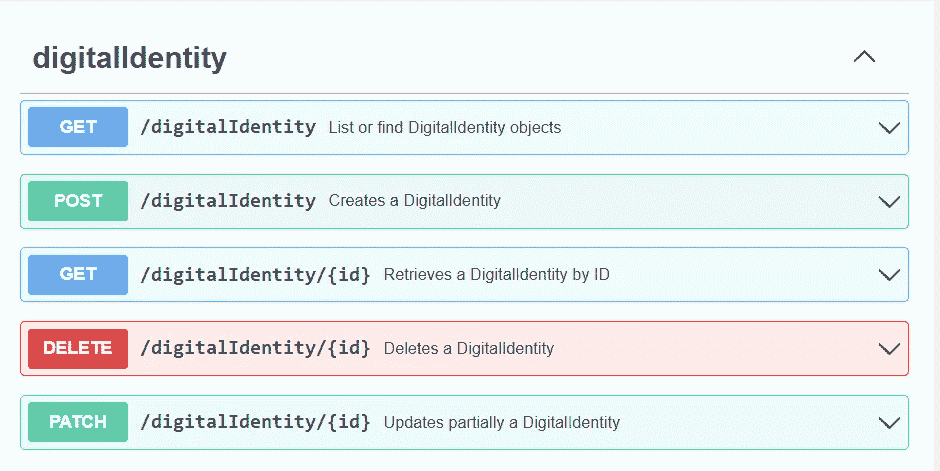 digitalIdentity
GET /digitalIdentity List or find DigitalIdentity objects
POST /digitalIdentity Creates a DigitalIdentity
GET /digitalIdentity/{id} Retrieves a DigitalIdentity by ID
DELETE /digitalIdentity/{id} Deletes a DigitalIdentity
PATCH /digitalIdentity/{id} Updates partially a DigitalIdentity